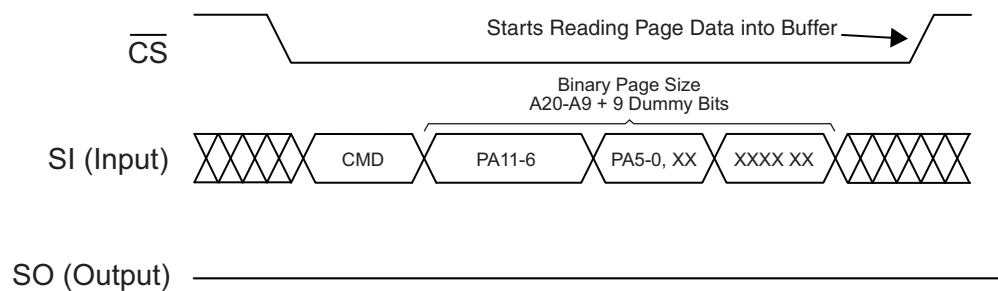 Starts Reading Page Data into Buffer
CS
Binary Page Size
A20-A9 + 9 Dummy Bits
SI (Input)
CMD
PA11-6
PA5-0, XX
XXXX XX
SO (Output)